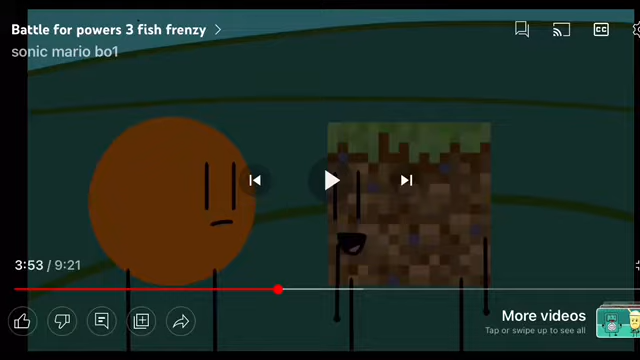 Battle for powers 3 fish frenzy
sonic mario bo1
CC
3:53 / 9:21
More videos
Tap or swipe up to see all